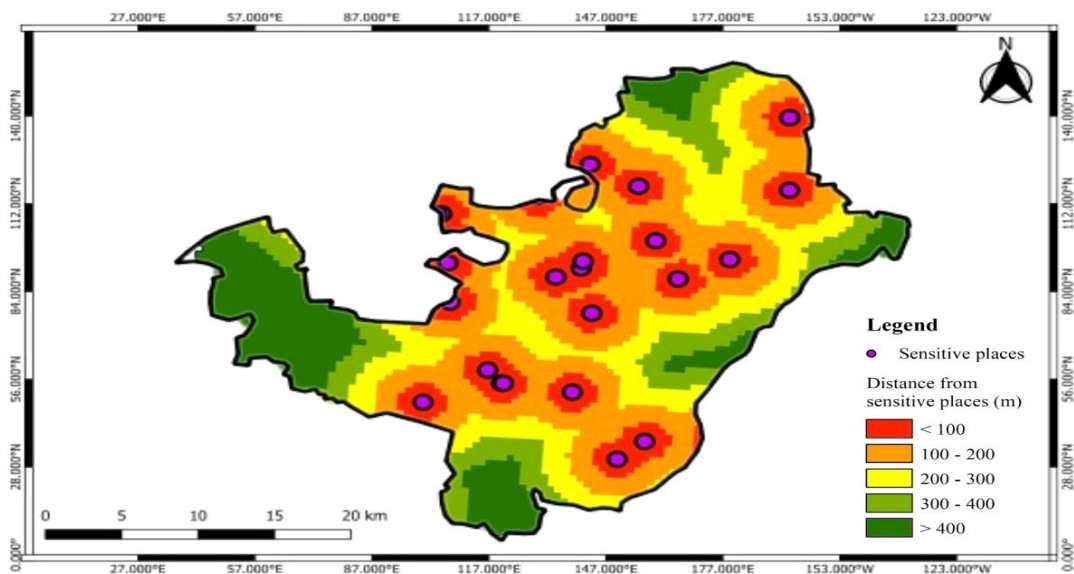 27.000°E 57.000°E 87.000°E 117.000°E 147.000°E 177.000°E 153.000°W 123.000°W
N
140.000°N 140.000°N
112.000°N 112.000°N
84.000°N 84.000°N
56.000°N 56.000°N
28.000°N 28.000°N
0.000° 0.000°
Legend
Sensitive places
Distance from
sensitive places (m)
< 100
100 - 200
200 - 300
300 - 400
> 400
0 5 10 15 20 km
27.000°E 57.000°E 87.000°E 117.000°E 147.000°E 177.000°E 153.000°W 123.000°W